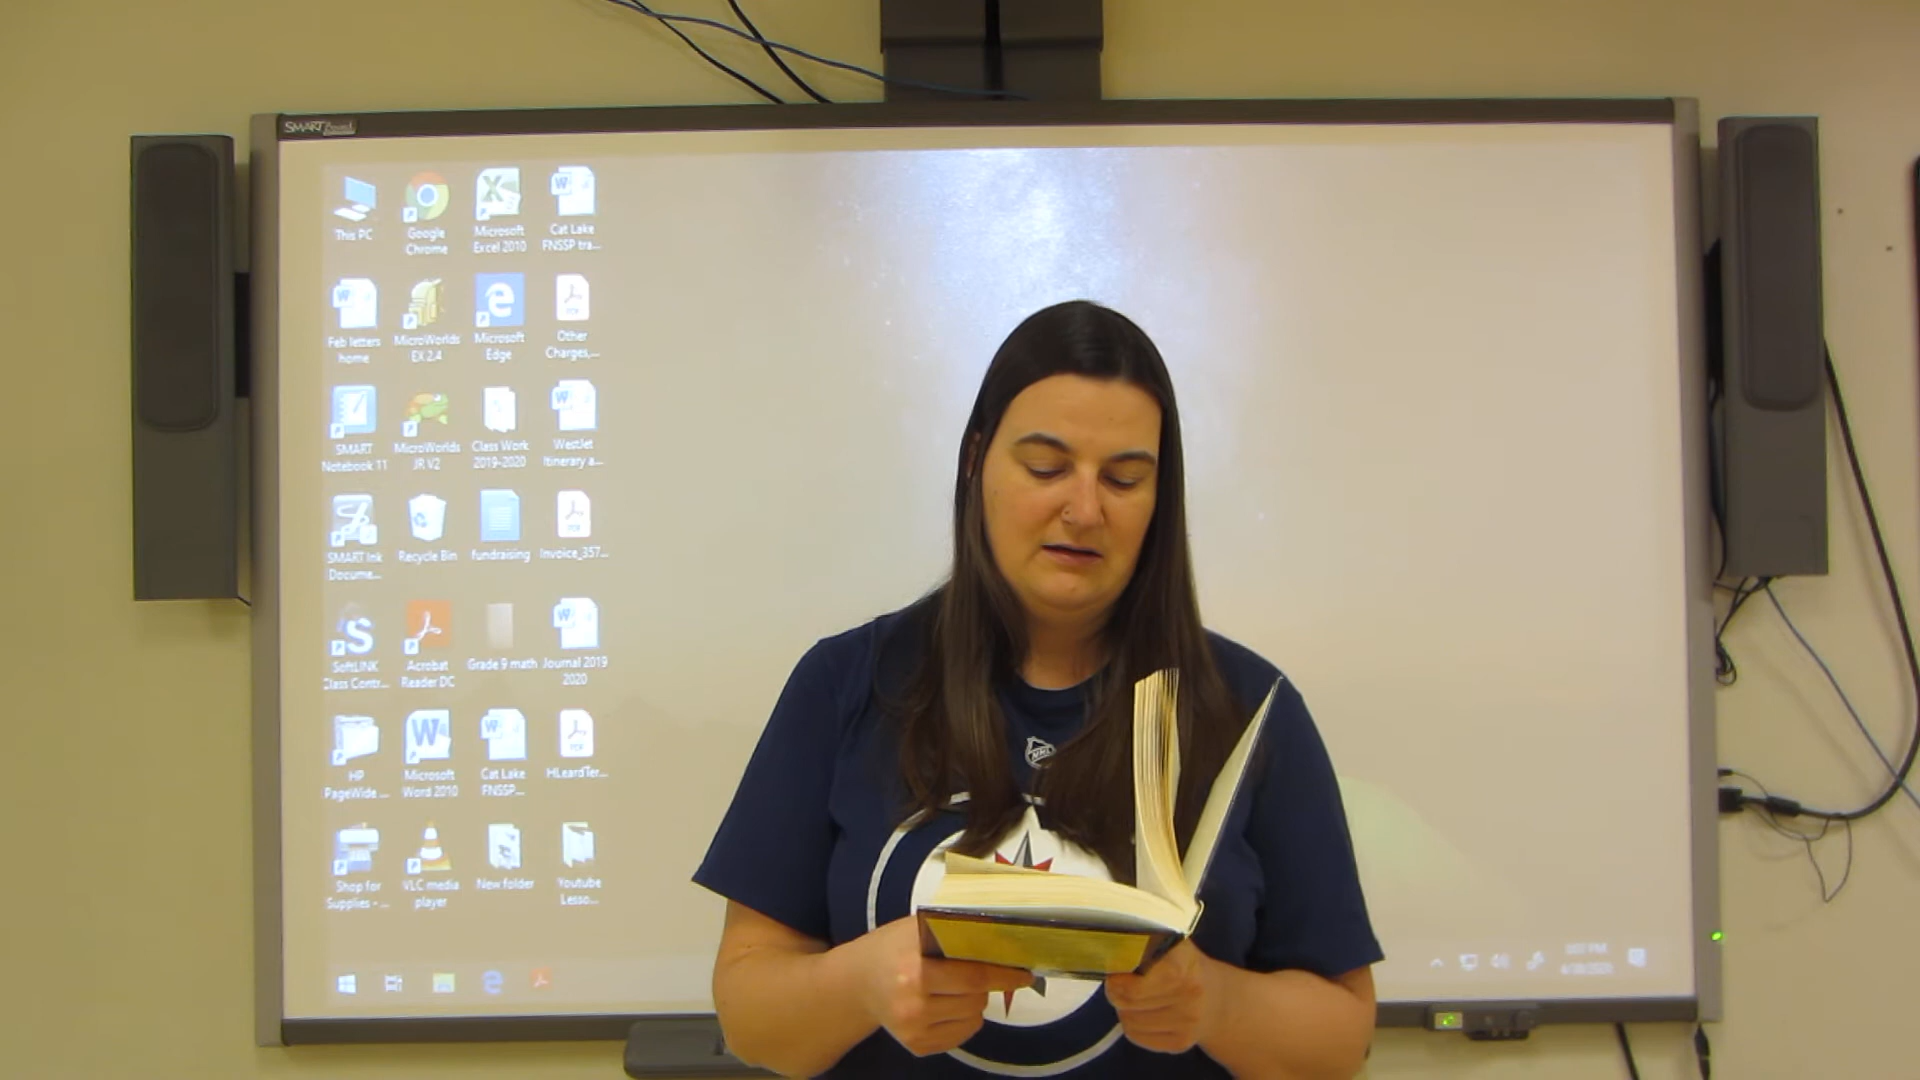 SMART Board
This PC
Google
Chrome
Microsoft
Excel 2010
Cat Lake
FNSSP tra...
Feb letters
home
MicroWorlds
EX 2.4
Microsoft
Edge
Other
Charges,...
SMART
Notebook 11
MicroWorlds
JR V2
Class Work
2019-2020
WestJet
Itinerary a...
SMART Ink
Docume...
Recycle Bin
fundraising
Invoice_357...
SoftLINK
Class Contr...
Acrobat
Reader DC
Grade 9 math
Journal 2019
2020
HP
PageWide ...
Microsoft
Word 2010
Cat Lake
FNSSP...
HLeardTer...
Shop for
Supplies - ...
VLC media
player
New folder
Youtube
Lesso...
NHL